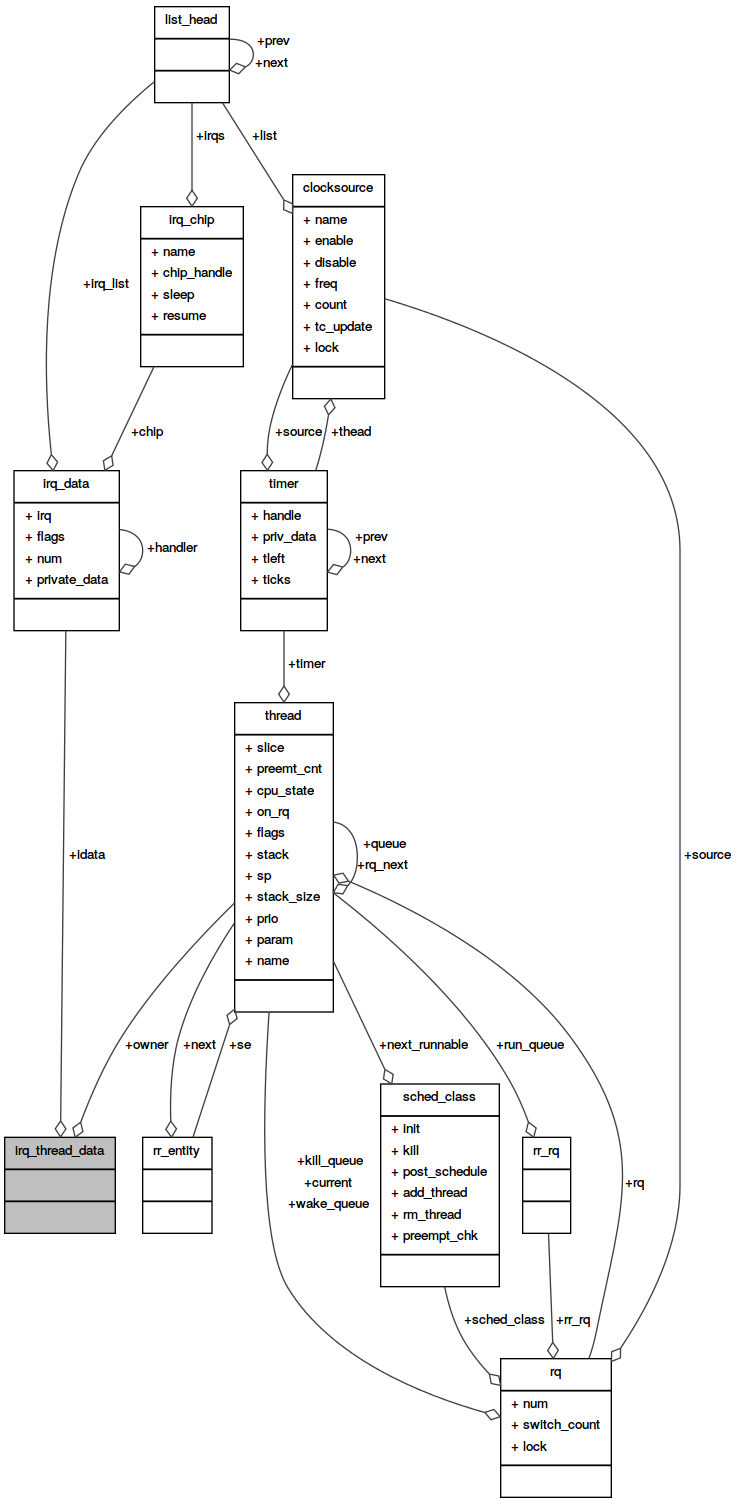 list_head
+prev
+next
+irqs
+list
clocksource
+ name
+ enable
+ disable
+ freq
+ count
+ tc_update
+ lock
irq_chip
+ name
+ chip_handle
+ sleep
+ resume
+irq_list
+chip
+source
+thead
irq_data
+ irq
+ flags
+ num
+ private_data
+handler
timer
+ handle
+ priv_data
+ tleft
+ ticks
+prev
+next
+timer
thread
+ slice
+ preemt_cnt
+ cpu_state
+ on_rq
+ flags
+ stack
+ sp
+ stack_size
+ prio
+ param
+ name
+queue
+rq_next
+idata
+source
+owner
+next
+se
+next_runnable
+run_queue
irq_thread_data
rr_entity
+kill_queue
+current
+wake_queue
sched_class
+ init
+ kill
+ post_schedule
+ add_thread
+ rm_thread
+ preempt_chk
rr_rq
+rq
+sched_class
+rr_rq
rq
+ num
+ switch_count
+ lock